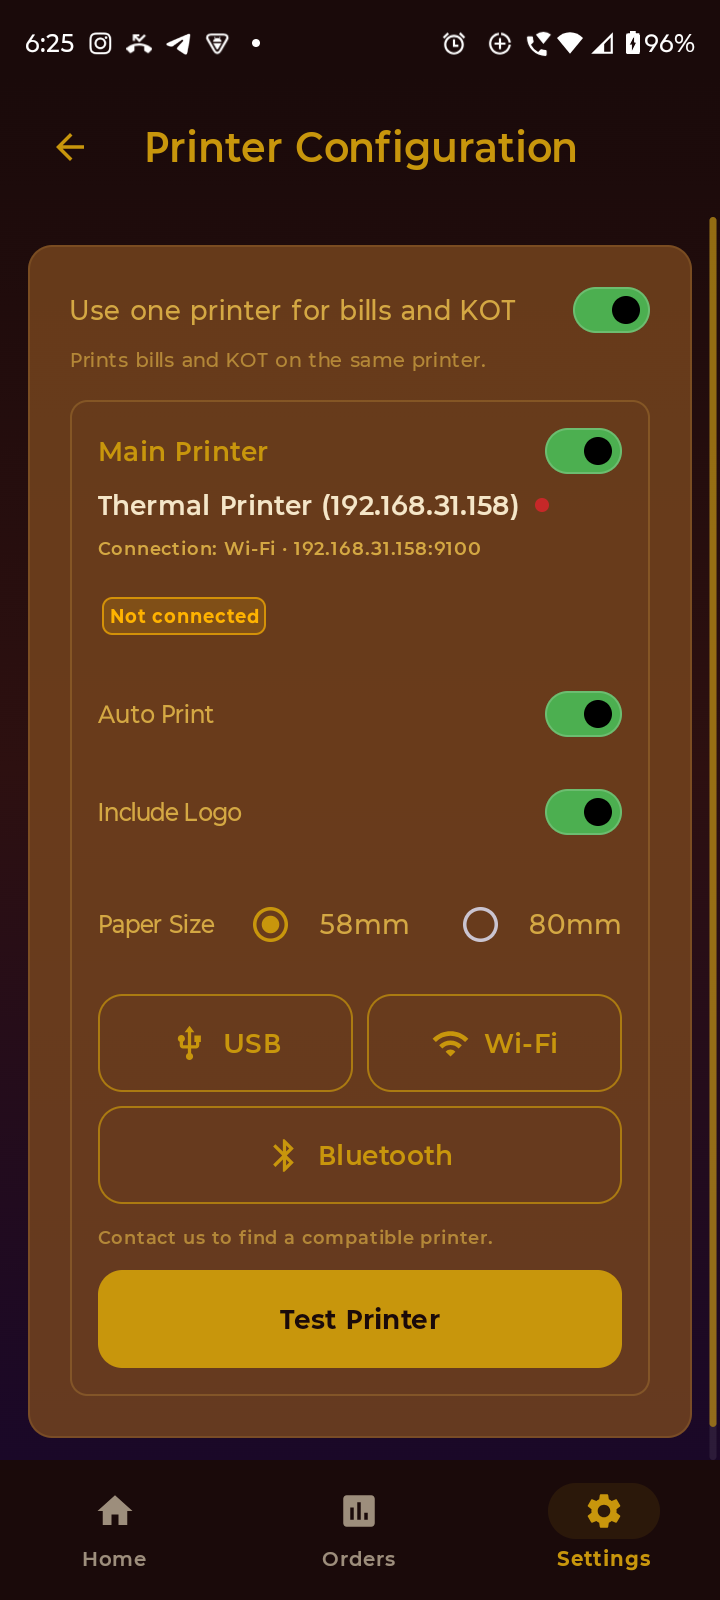 6:25
96%
Printer Configuration
Use one printer for bills and KOT
Prints bills and KOT on the same printer.
Main Printer
Thermal Printer (192.168.31.158)
Connection: Wi-Fi · 192.168.31.158:9100
Not connected
Auto Print
Include Logo
Paper Size 58mm 80mm
USB Wi-Fi
Bluetooth
Contact us to find a compatible printer.
Test Printer
Home Orders Settings